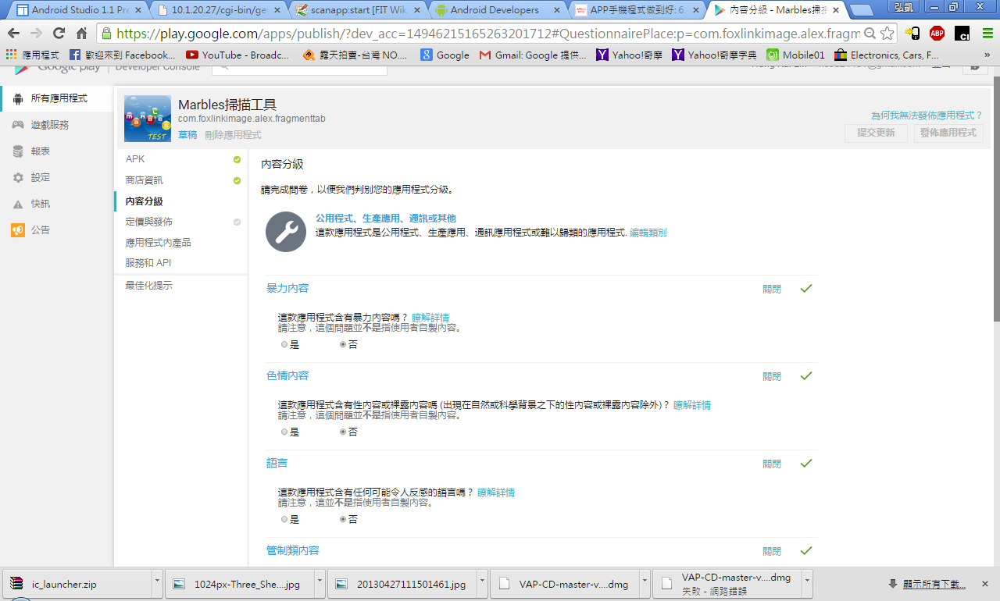 Android Studio 1.1 Pre
10.1.20.27/cgi-bin/get
scanapp:start [FIT Wik
Android Developers
APP手機程式做到好: 6.
內容分級 - Marbles掃描
弘凱
https://play.google.com/apps/publish/?dev_acc=14946215165263201712#QuestionnairePlace:p=com.foxlinkimage.alex.fragm
ABP
應用程式
歡迎來到 Facebook...
YouTube - Broadc...
露天拍賣-台灣 NO....
Google
Gmail: Google 提供...
Yahoo!奇摩
Yahoo!奇摩字典
Mobile01
Electronics, Cars, F...
»
Google play | Developer Console
所有應用程式
遊戲服務
報表
設定
快訊
公告
TEST
Marbles掃描工具
com.foxlinkimage.alex.fragmenttab
草稿 刪除應用程式
為何我無法發佈應用程式？
提交更新
發佈應用程式
APK
商店資訊
內容分級
定價與發佈
應用程式內產品
服務和 API
最佳化提示
內容分級
請完成問卷，以便我們判別您的應用程式分級。
公用程式、生產應用、通訊或其他
這款應用程式是公用程式、生產應用、通訊應用程式或難以歸類的應用程式. 編輯類別
暴力內容
關閉
這款應用程式含有暴力內容嗎？ 瞭解詳情
請注意，這個問題並不是指使用者自製內容。
是 否
色情內容
關閉
這款應用程式含有性內容或裸露內容嗎 (出現在自然或科學背景之下的性內容或裸露內容除外)？ 瞭解詳情
請注意，這個問題並不是指使用者自製內容。
是 否
語言
關閉
這款應用程式含有任何可能令人反感的語言嗎？ 瞭解詳情
請注意，這並不是指使用者自製內容。
是 否
管制類內容
關閉
ic_launcher.zip
1024px-Three_She....jpg
20130427111501461.jpg
VAP-CD-master-v....dmg
VAP-CD-master-v....dmg
失敗 - 網路錯誤
顯示所有下載...